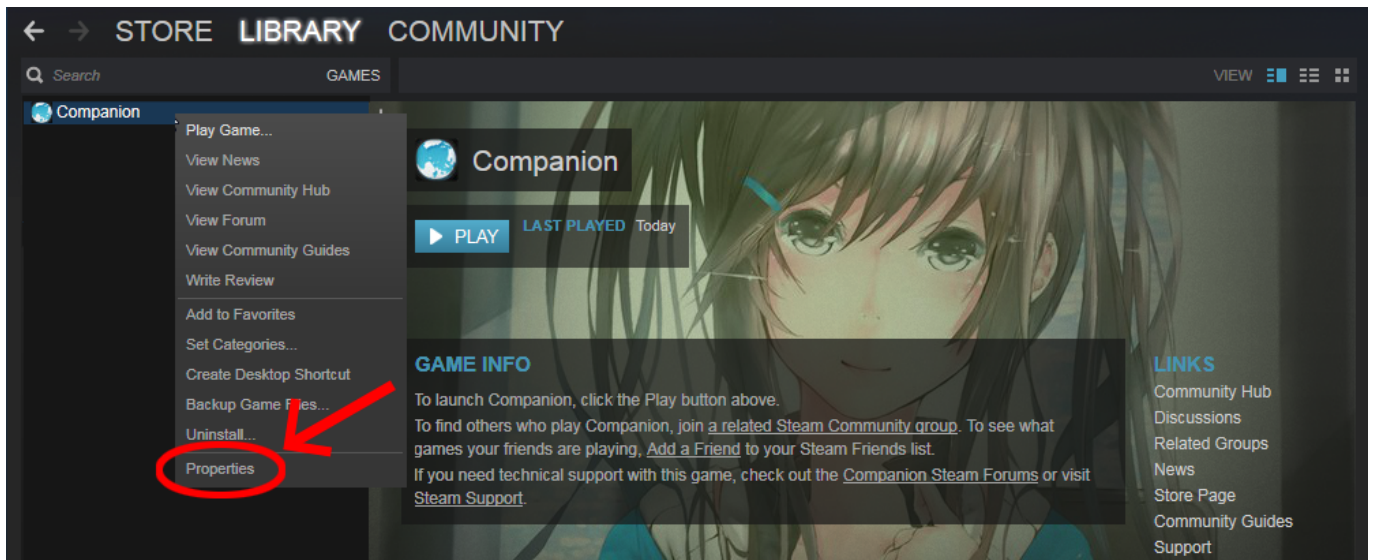 STORE LIBRARY COMMUNITY
Search GAMES VIEW
Companion
Play Game...
View News
View Community Hub
View Forum
View Community Guides
Write Review
Add to Favorites
Set Categories...
Create Desktop Shortcut
Backup Game Files...
Uninstall...
Properties
Companion
PLAY LAST PLAYED Today
GAME INFO
To launch Companion, click the Play button above.
To find others who play Companion, join a related Steam Community group. To see what
games your friends are playing, Add a Friend to your Steam Friends list.
If you need technical support with this game, check out the Companion Steam Forums or visit
Steam Support.
LINKS
Community Hub
Discussions
Related Groups
News
Store Page
Community Guides
Support